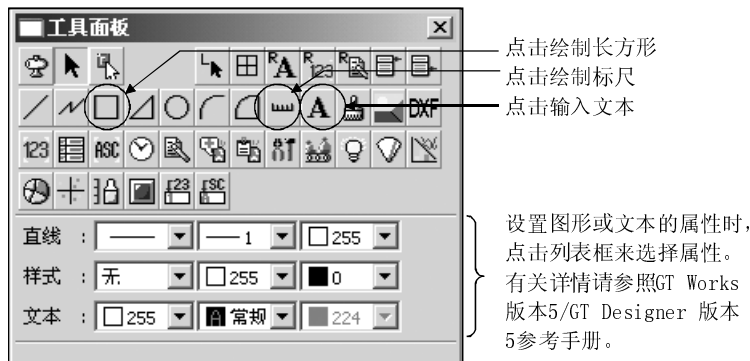 工具面板
点击绘制长方形
点击绘制标尺
点击输入文本
RA R123 R
A DXF
123 ASC
123 SC
直线 : 1 255
样式 : 无 255 0
文本 : 255 A 常规 224
设置图形或文本的属性时,
点击列表框来选择属性。
有关详情请参照GT Works
版本5/GT Designer 版本
5参考手册。